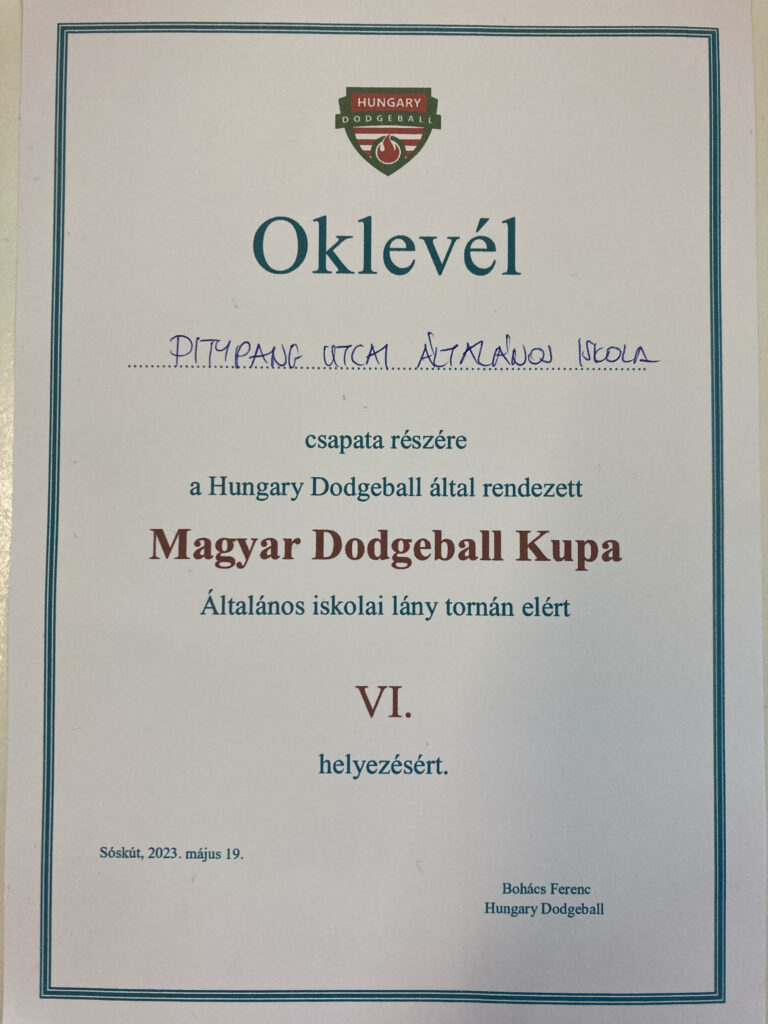 HUNGARY
DODGEBALL
Oklevél
PITYPANG UTCAI ÁLTALÁNOS ISKOLA
csapata részére
a Hungary Dodgeball által rendezett
Magyar Dodgeball Kupa
Általános iskolai lány tornán elért
VI.
helyezésért.
Sóskút, 2023. május 19.
Bohács Ferenc
Hungary Dodgeball